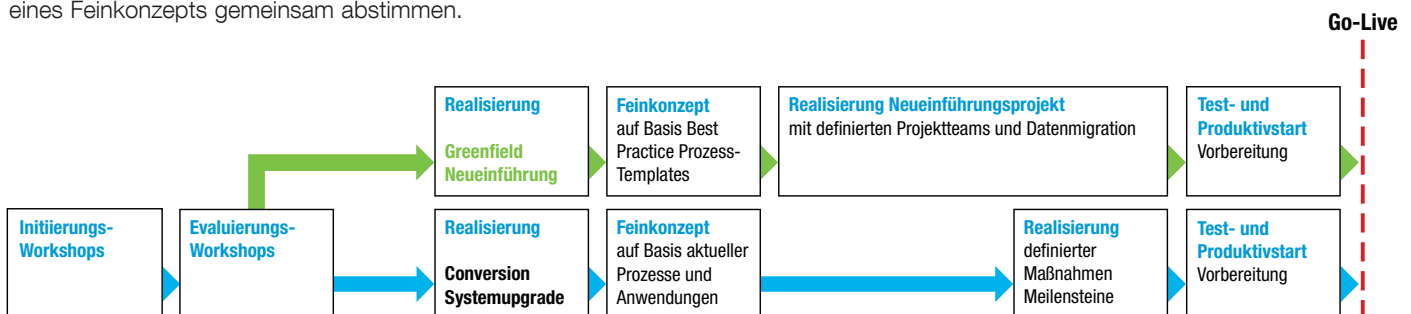 eines Feinkonzepts gemeinsam abstimmen.
Go-Live
Realisierung
Greenfield
Neueinführung
Feinkonzept
auf Basis Best
Practice Prozess-
Templates
Realisierung Neueinführungsprojekt
mit definierten Projektteams und Datenmigration
Test- und
Produktivstart
Vorbereitung
Initiierungs-
Workshops
Evaluierungs-
Workshops
Realisierung
Conversion
Systemupgrade
Feinkonzept
auf Basis aktueller
Prozesse und
Anwendungen
Realisierung
definierter
Maßnahmen
Meilensteine
Test- und
Produktivstart
Vorbereitung